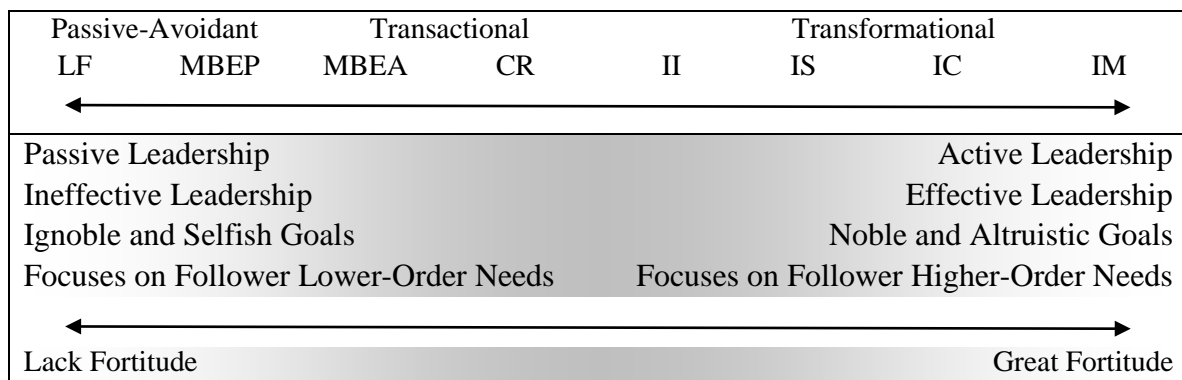 Passive-Avoidant Transactional Transformational
LF MBEP MBEA CR II IS IC IM
Passive Leadership Active Leadership
Ineffective Leadership Effective Leadership
Ignoble and Selfish Goals Noble and Altruistic Goals
Focuses on Follower Lower-Order Needs Focuses on Follower Higher-Order Needs
Lack Fortitude Great Fortitude